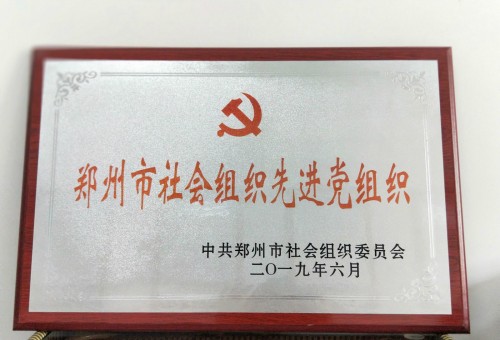 郑州市社会组织先进党组织
中共郑州市社会组织委员会
二〇一九年六月